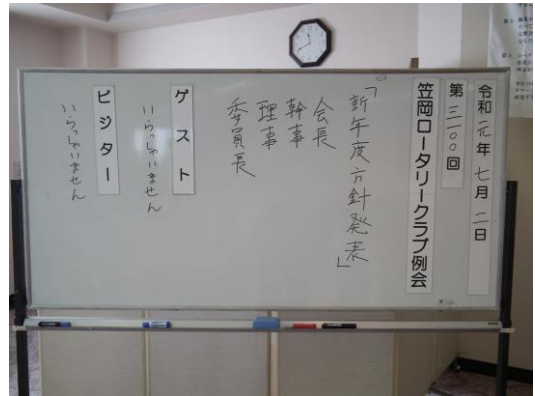 令和元年七月二日
第三一〇〇回
笠岡ロータリークラブ例会
「新年度方針発表」
会長
幹事
理事
委員長
ゲスト
いらっしゃいません
ビジター
いらっしゃいません